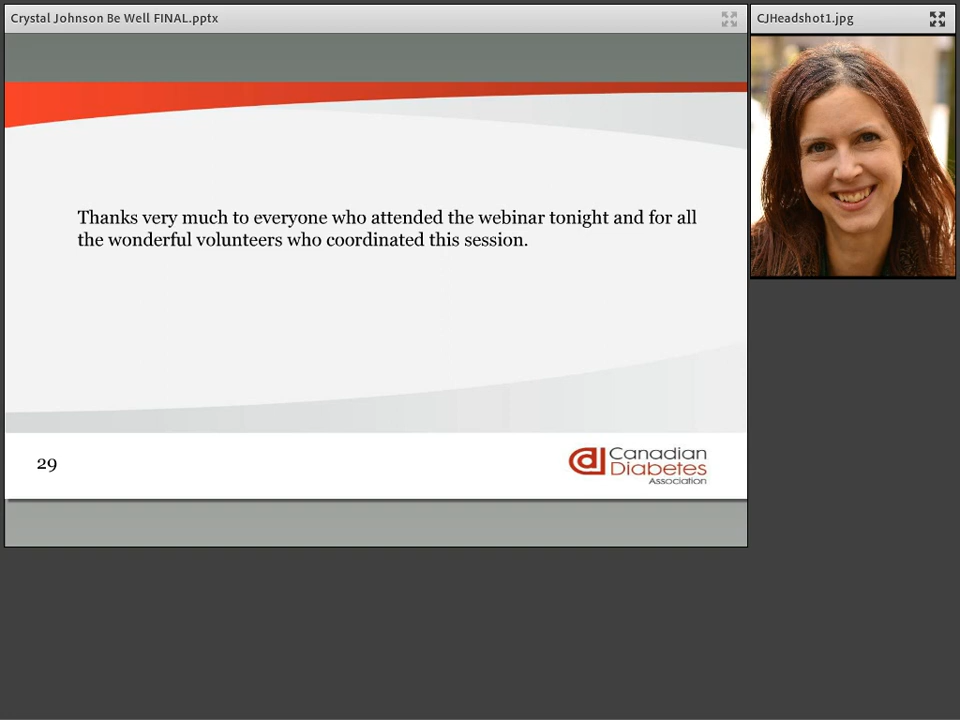 Crystal Johnson Be Well FINAL.pptx
CJHeadshot1.jpg
Thanks very much to everyone who attended the webinar tonight and for all
the wonderful volunteers who coordinated this session.
29
Canadian
Diabetes
Association